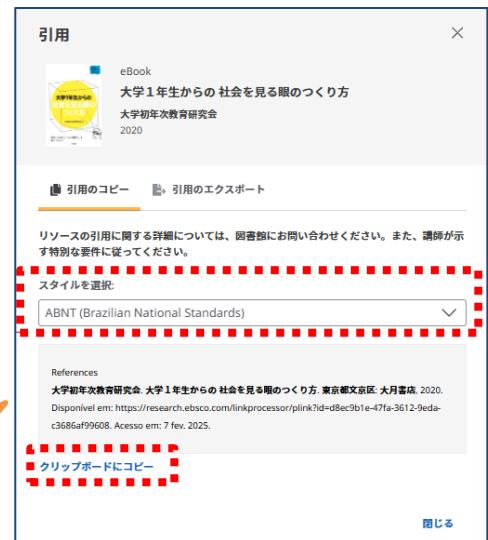 引用
eBook
大学１年生からの 社会を見る眼のつくり方
大学初年次教育研究会
2020
引用のコピー
引用のエクスポート
リソースの引用に関する詳細については、図書館にお問い合わせください。また、講師が示
す特別な要件に従ってください。
スタイルを選択:
ABNT (Brazilian National Standards)
References
大学初年次教育研究会. 大学１年生からの 社会を見る眼のつくり方. 東京都文京区: 大月書店, 2020.
Disponível em: https://research.ebsco.com/linkprocessor/plink?id=d8ec9b1e-47fa-3612-9eda-
c3686af99608. Acesso em: 7 fev. 2025.
クリップボードにコピー
閉じる